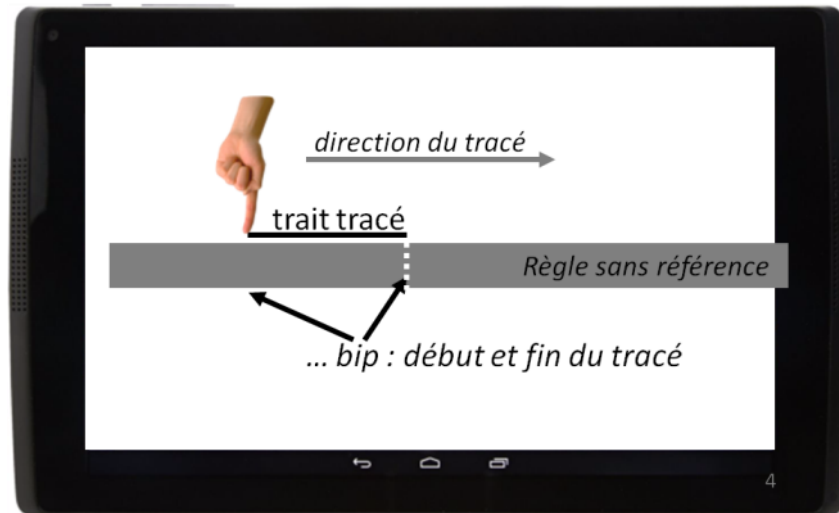 direction du tracé
trait tracé
Règle sans référence
... bip : début et fin du tracé
4